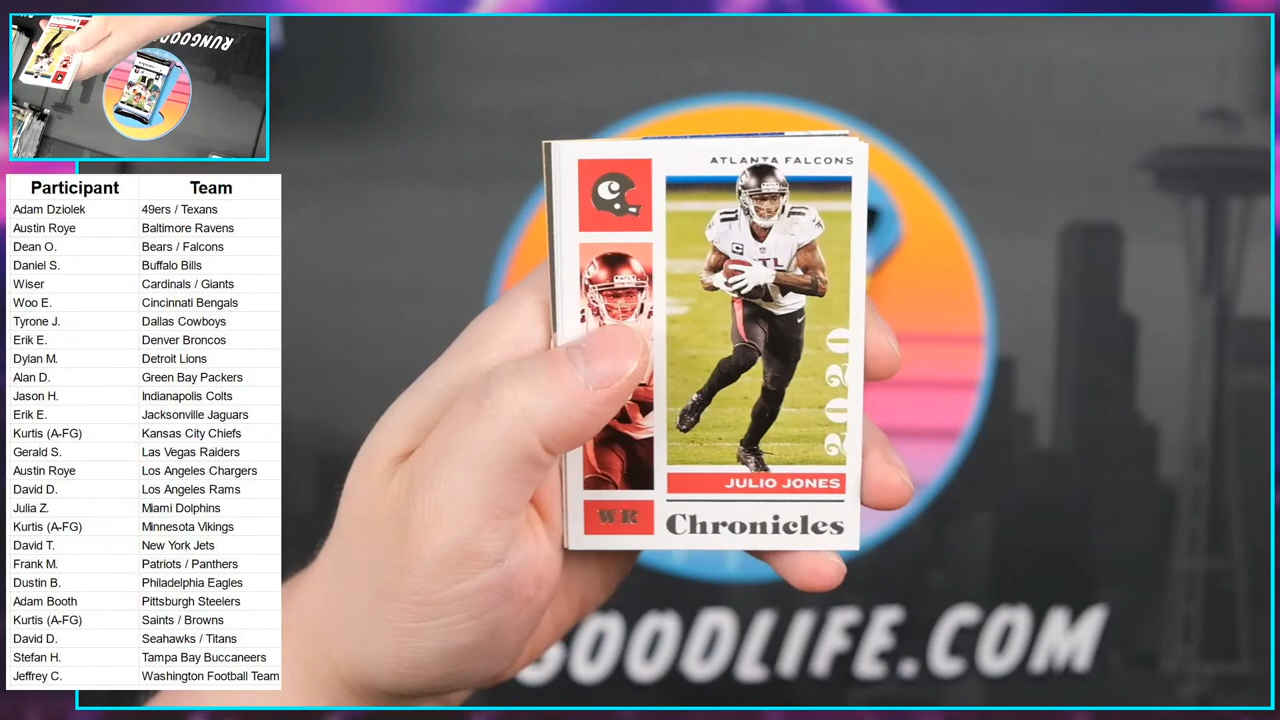 RUNGOODLIFE
Participant Team
Adam Dziolek 49ers / Texans
Austin Roye Baltimore Ravens
Dean O. Bears / Falcons
Daniel S. Buffalo Bills
Wiser Cardinals / Giants
Woo E. Cincinnati Bengals
Tyrone J. Dallas Cowboys
Erik E. Denver Broncos
Dylan M. Detroit Lions
Alan D. Green Bay Packers
Jason H. Indianapolis Colts
Erik E. Jacksonville Jaguars
Kurtis (A-FG) Kansas City Chiefs
Gerald S. Las Vegas Raiders
Austin Roye Los Angeles Chargers
David D. Los Angeles Rams
Julia Z. Miami Dolphins
Kurtis (A-FG) Minnesota Vikings
David T. New York Jets
Frank M. Patriots / Panthers
Dustin B. Philadelphia Eagles
Adam Booth Pittsburgh Steelers
Kurtis (A-FG) Saints / Browns
David D. Seahawks / Titans
Stefan H. Tampa Bay Buccaneers
Jeffrey C. Washington Football Team
ATLANTA FALCONS
C
11 11
C ATL
2020
JULIO JONES
WR Chronicles
GOODLIFE.COM